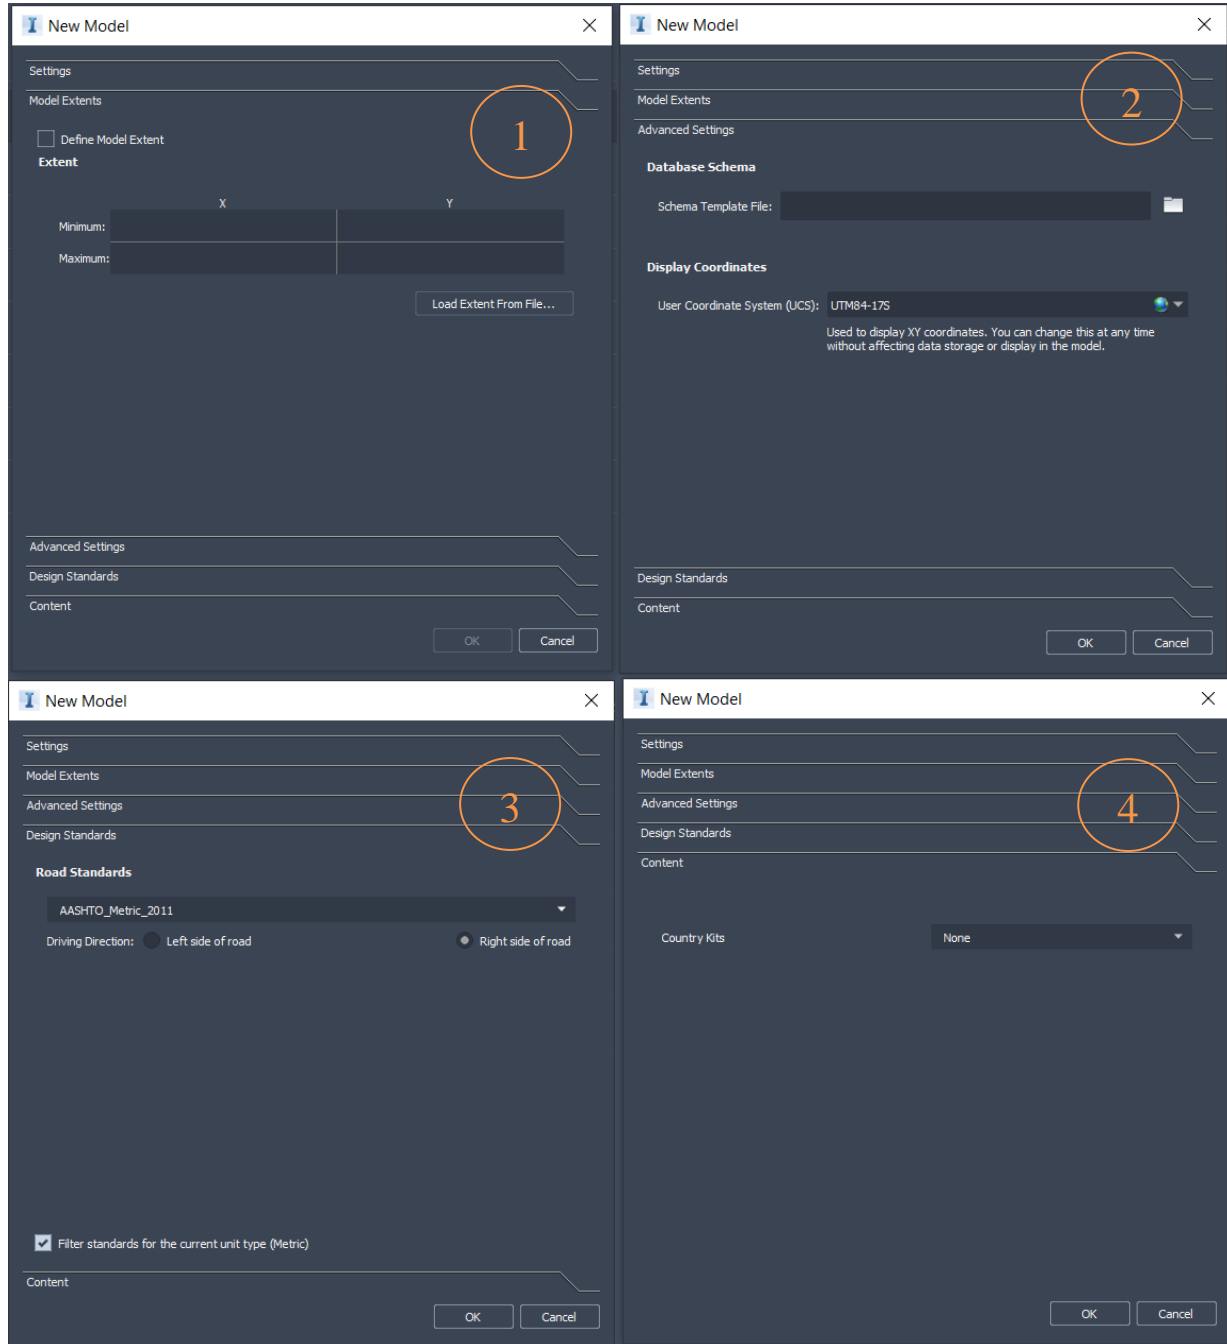 New Model
Settings
Model Extents
1
Define Model Extent
Extent
X Y
Minimum:
Maximum:
Load Extent From File...
Advanced Settings
Design Standards
Content
OK Cancel
New Model
Settings
Model Extents
2
Advanced Settings
Database Schema
Schema Template File:
Display Coordinates
User Coordinate System (UCS): UTM84-17S
Used to display XY coordinates. You can change this at any time
without affecting data storage or display in the model.
Design Standards
Content
OK Cancel
New Model
Settings
Model Extents
Advanced Settings
3
Design Standards
Road Standards
AASHTO_Metric_2011
Driving Direction: Left side of road Right side of road
Filter standards for the current unit type (Metric)
Content
OK Cancel
New Model
Settings
Model Extents
Advanced Settings
4
Design Standards
Content
Country Kits None
OK Cancel